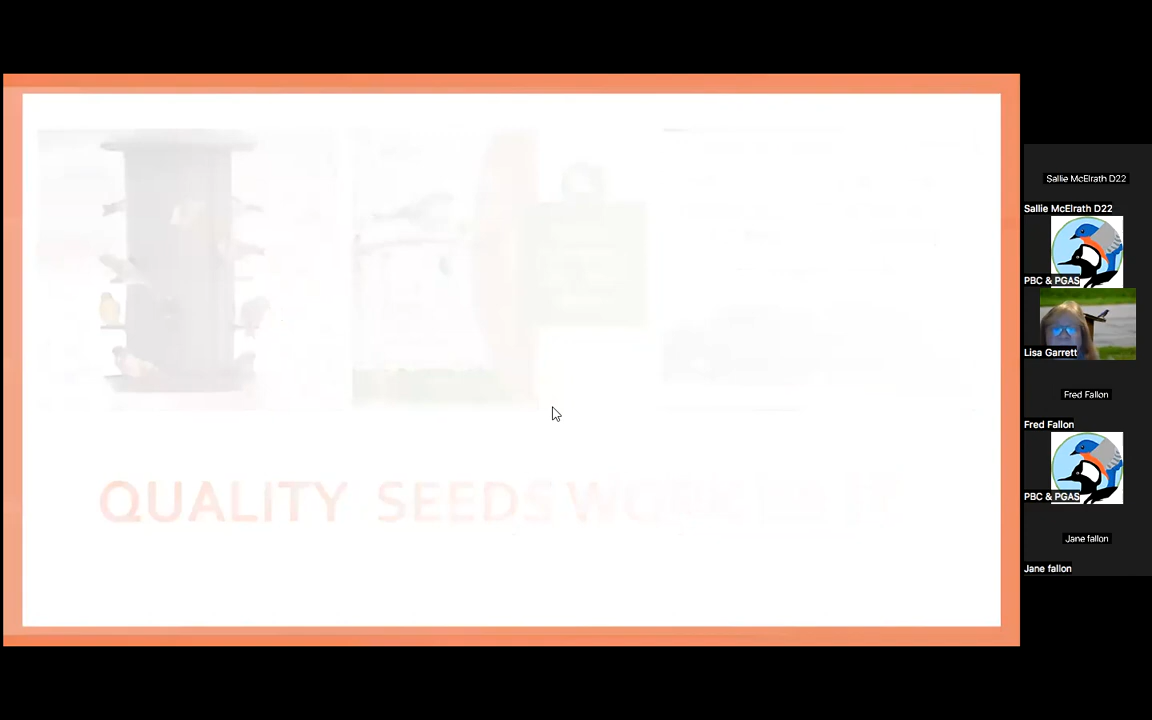 QUALITY SEEDS
Sallie McElrath D22
Sallie McElrath D22
PBC & PGAS
Lisa Garrett
Fred Fallon
Fred Fallon
PBC & PGAS
Jane fallon
Jane fallon